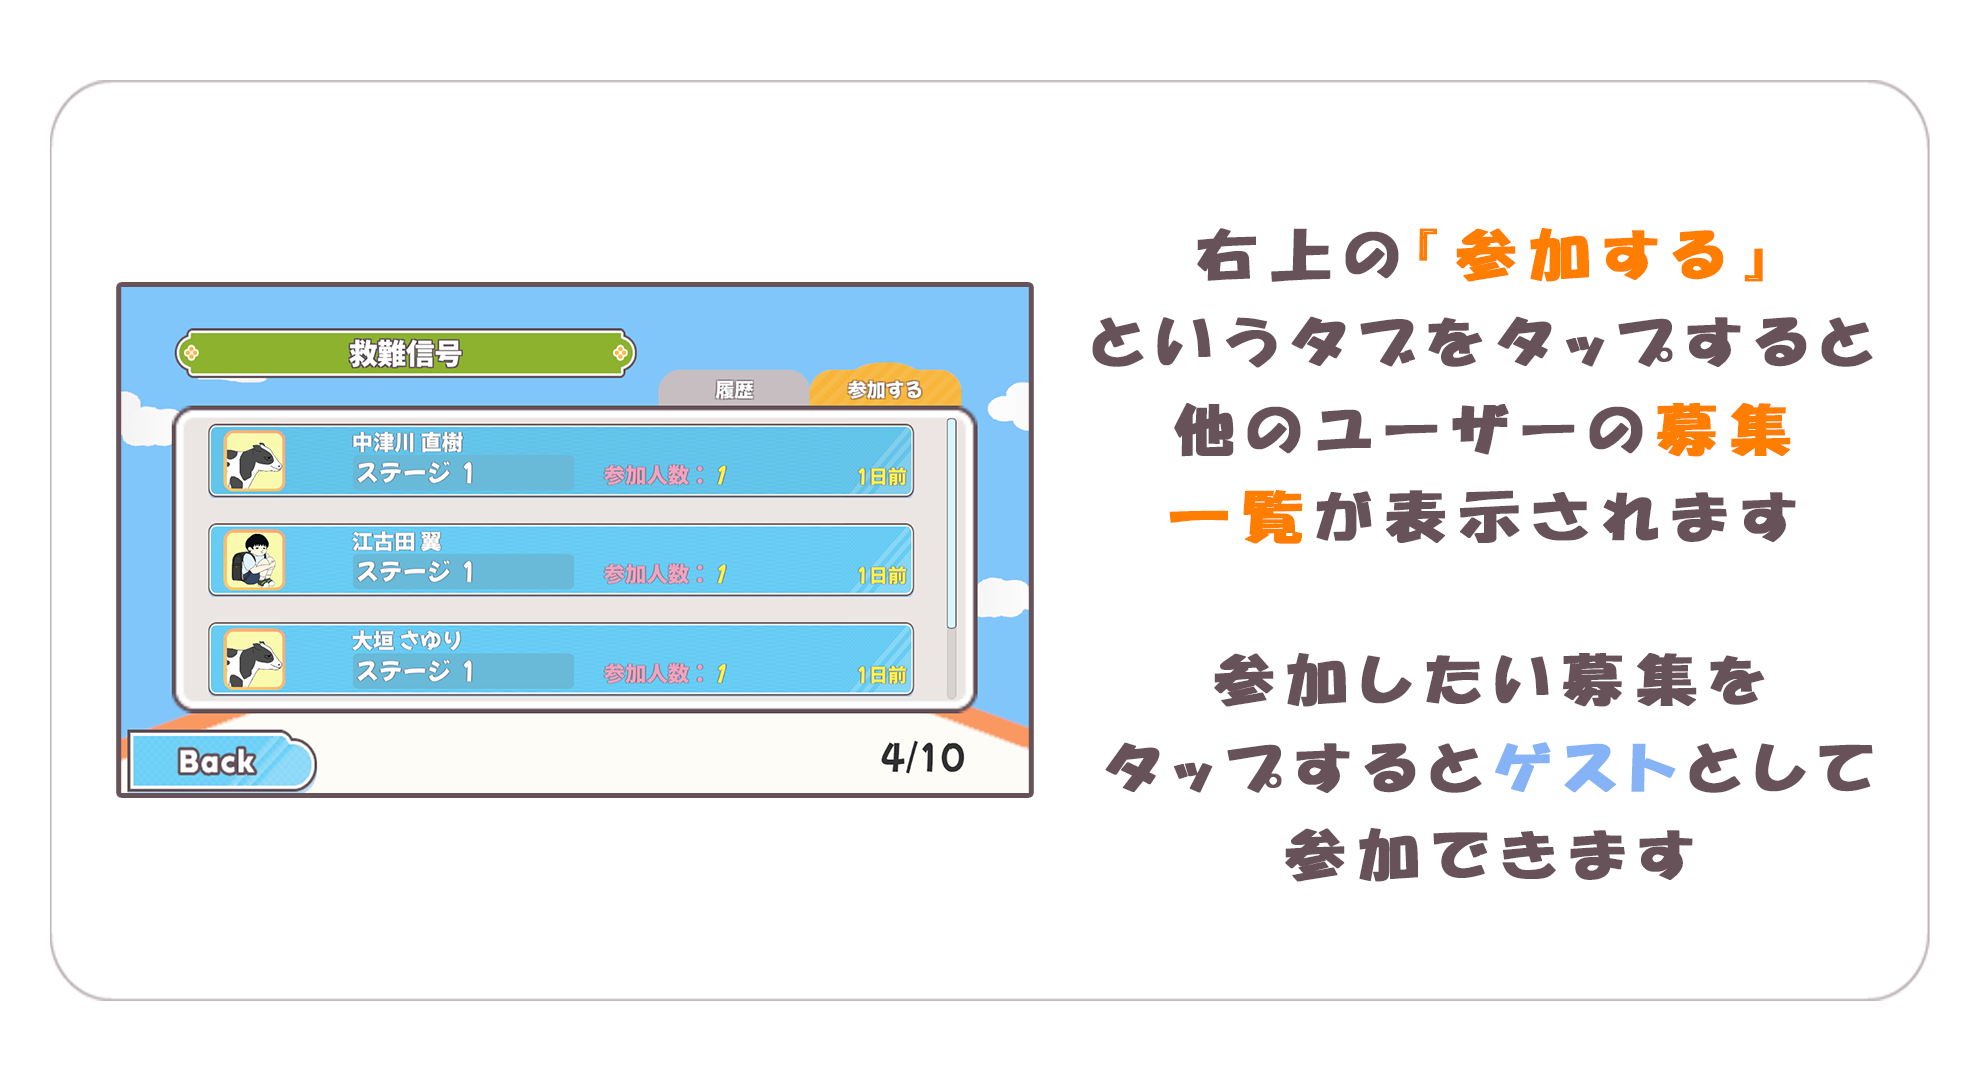 救難信号
履歴
参加する
中津川 直樹
ステージ 1
参加人数： 1
1日前
江古田 翼
ステージ 1
参加人数： 1
1日前
大垣 さゆり
ステージ 1
参加人数： 1
1日前
Back
4/10
右上の『参加する』
というタブをタップすると
他のユーザーの募集
一覧が表示されます
参加したい募集を
タップするとゲストとして
参加できます